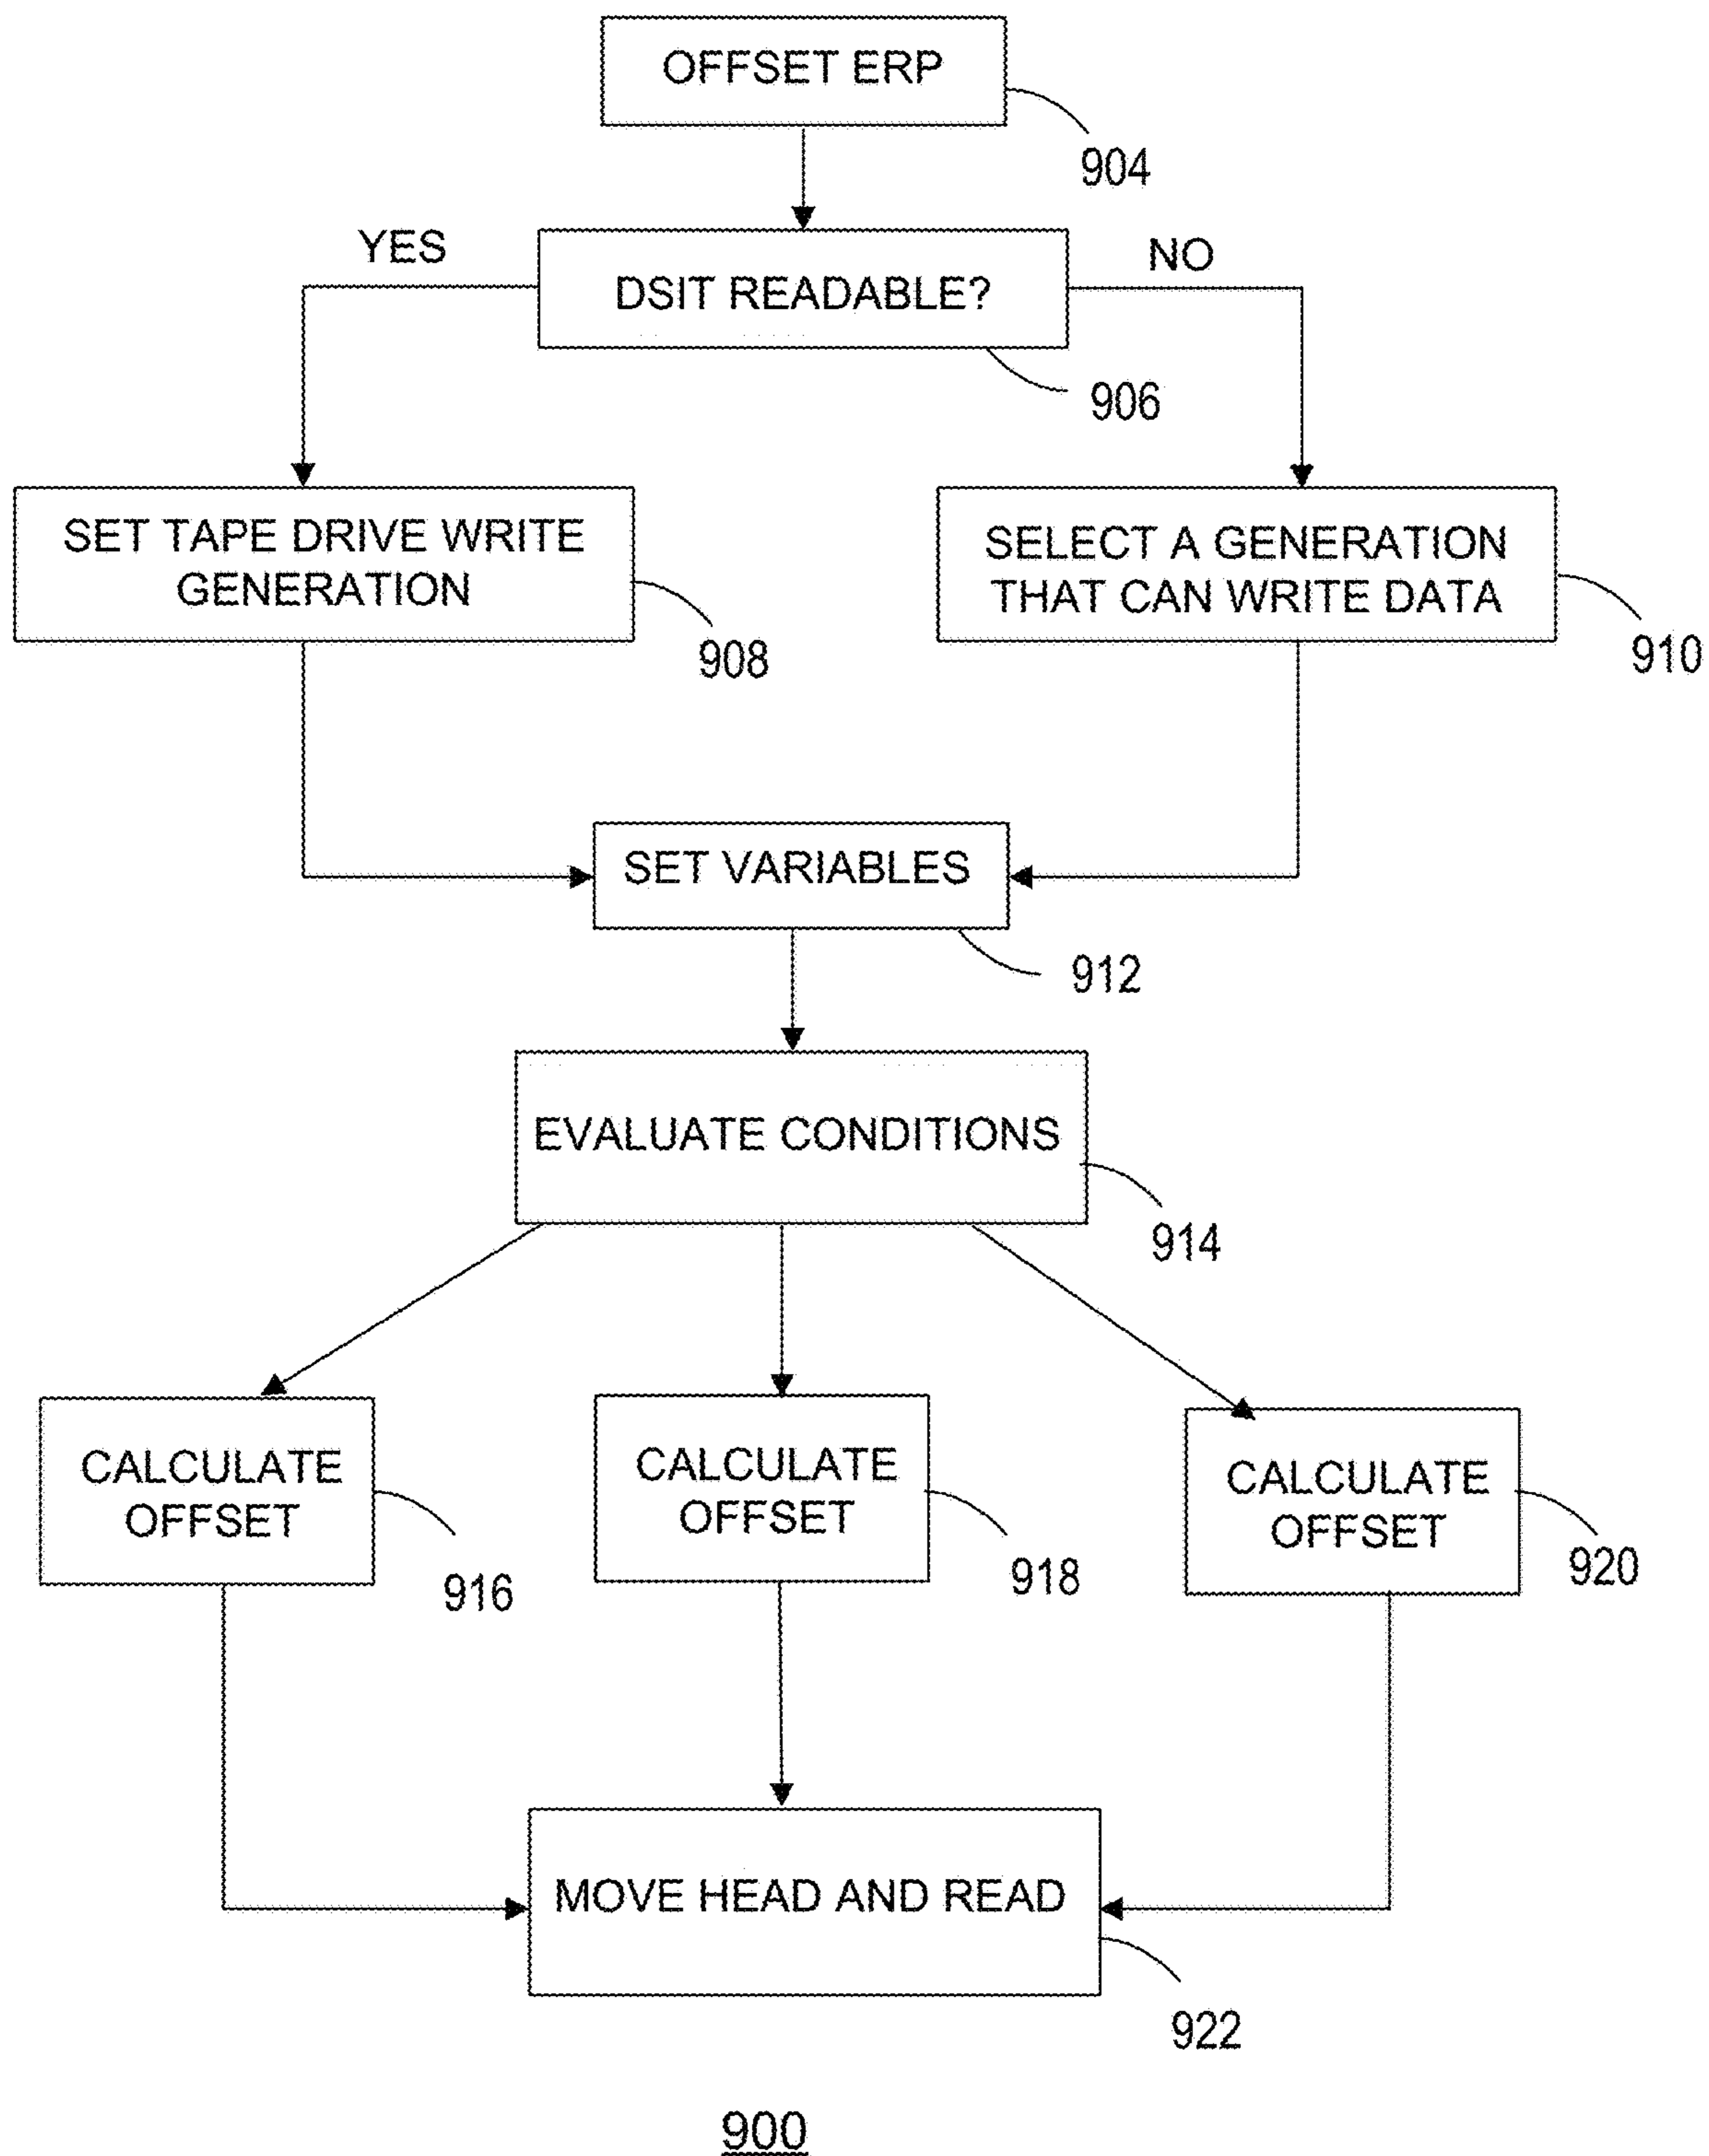 OFFSET ERP
904
YES
NO
DSIT READABLE?
906
SET TAPE DRIVE WRITE
GENERATION
908
SELECT A GENERATION
THAT CAN WRITE DATA
910
SET VARIABLES
912
EVALUATE CONDITIONS
914
CALCULATE
OFFSET
916
CALCULATE
OFFSET
918
CALCULATE
OFFSET
920
MOVE HEAD AND READ
922
900